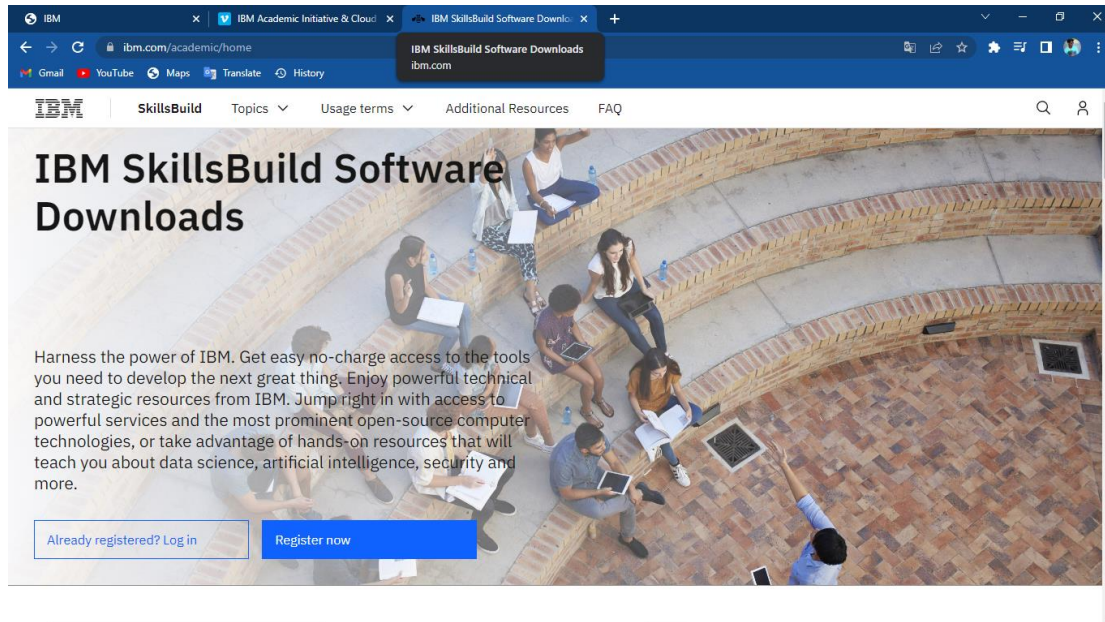 IBM
IBM Academic Initiative & Cloud
IBM SkillsBuild Software Downloa
ibm.com/academic/home
IBM SkillsBuild Software Downloads
ibm.com
Gmail
YouTube
Maps
Translate
History
IBM
SkillsBuild
Topics
Usage terms
Additional Resources
FAQ
IBM SkillsBuild Software
Downloads
Harness the power of IBM. Get easy no-charge access to the tools
you need to develop the next great thing. Enjoy powerful technical
and strategic resources from IBM. Jump right in with access to
powerful services and the most prominent open-source computer
technologies, or take advantage of hands-on resources that will
teach you about data science, artificial intelligence, security and
more.
Already registered? Log in
Register now